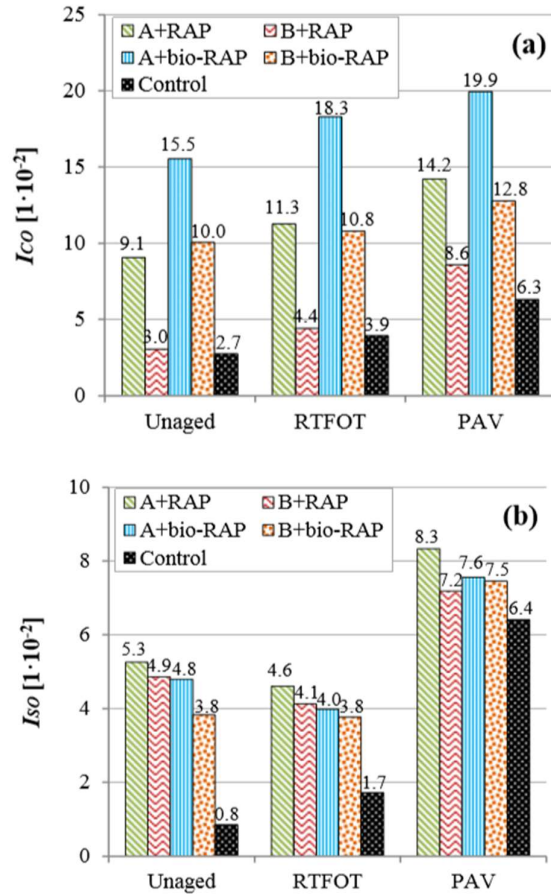 25
20
15
10
5
0
Ico [1·10⁻²]
A+RAP B+RAP
A+bio-RAP B+bio-RAP
Control
(a)
9.1 3.0 15.5 10.0 2.7
11.3 4.4 18.3 10.8 3.9
14.2 8.6 19.9 12.8 6.3
Unaged RTFOT PAV
10
8
6
4
2
0
Iso [1·10⁻²]
A+RAP B+RAP
A+bio-RAP B+bio-RAP
Control
(b)
5.3 4.9 4.8 3.8 0.8
4.6 4.1 4.0 3.8 1.7
8.3 7.2 7.6 7.5 6.4
Unaged RTFOT PAV